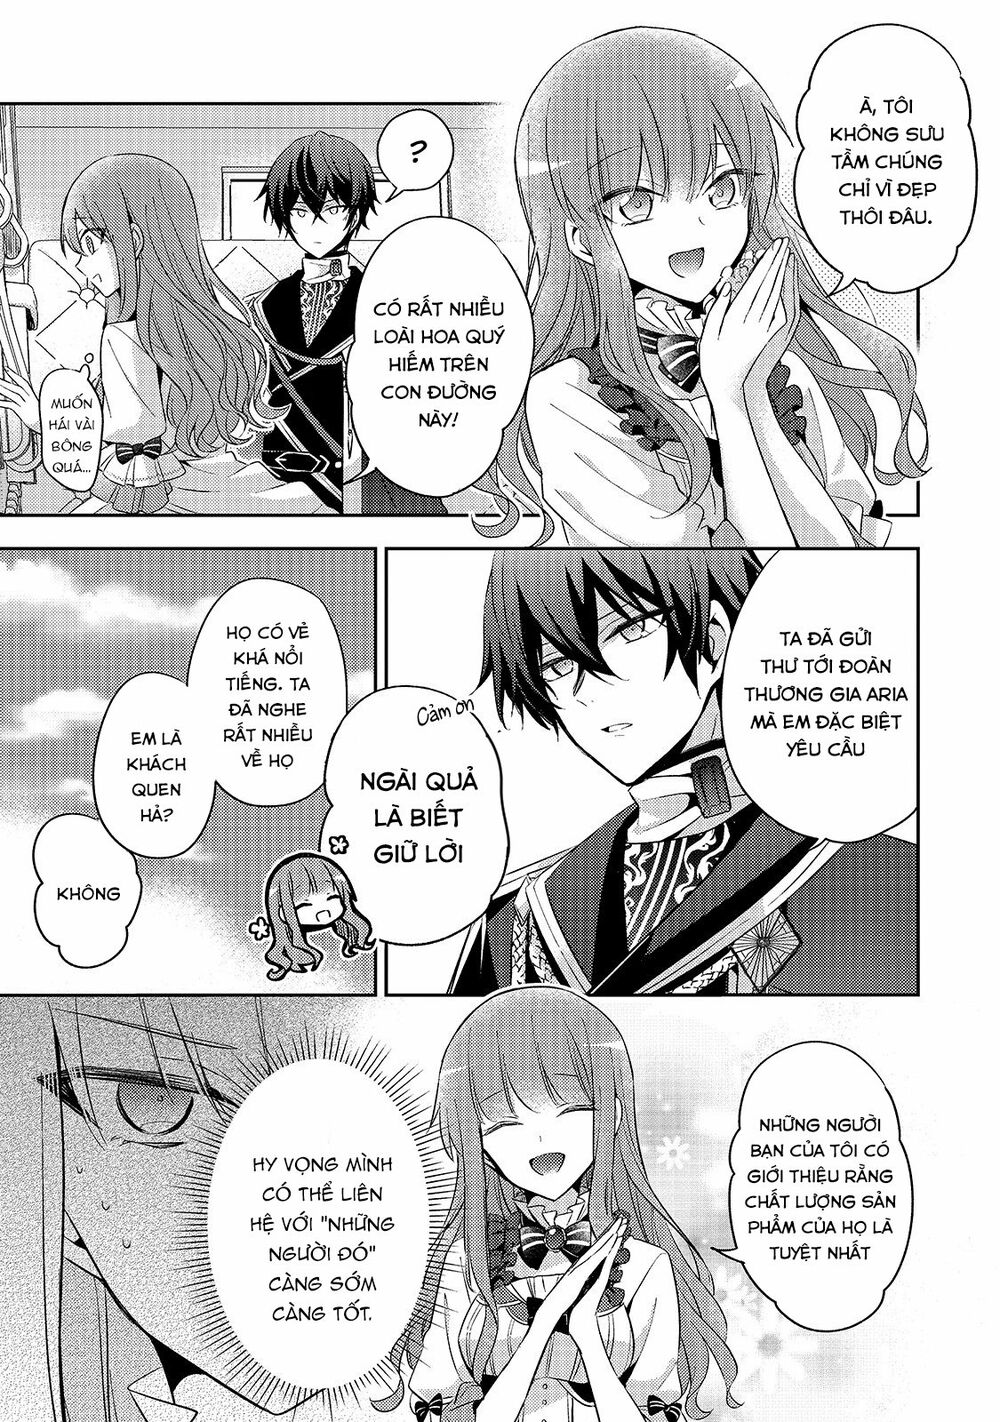 À, TÔI
KHÔNG SƯU
TẦM CHÚNG
CHỈ VÌ ĐẸP
THÔI ĐÂU.
?
CÓ RẤT NHIỀU
LOÀI HOA QUÝ
HIẾM TRÊN
CON ĐƯỜNG
NÀY!
MUỐN
HÁI VÀI
BÔNG
QUÁ...
TA ĐÃ GỬI
THƯ TỚI ĐOÀN
THƯƠNG GIA ARIA
MÀ EM ĐẶC BIỆT
YÊU CẦU
Cảm ơn
NGÀI QUẢ
LÀ BIẾT
GIỮ LỜI
HỌ CÓ VẺ
KHÁ NỔI
TIẾNG. TA
ĐÃ NGHE
RẤT NHIỀU
VỀ HỌ
EM LÀ
KHÁCH
QUEN
HẢ?
KHÔNG
NHỮNG NGƯỜI
BẠN CỦA TÔI CÓ
GIỚI THIỆU RẰNG
CHẤT LƯỢNG SẢN
PHẨM CỦA HỌ LÀ
TUYỆT NHẤT
HY VỌNG MÌNH
CÓ THỂ LIÊN
HỆ VỚI "NHỮNG
NGƯỜI ĐÓ"
CÀNG SỚM
CÀNG TỐT.